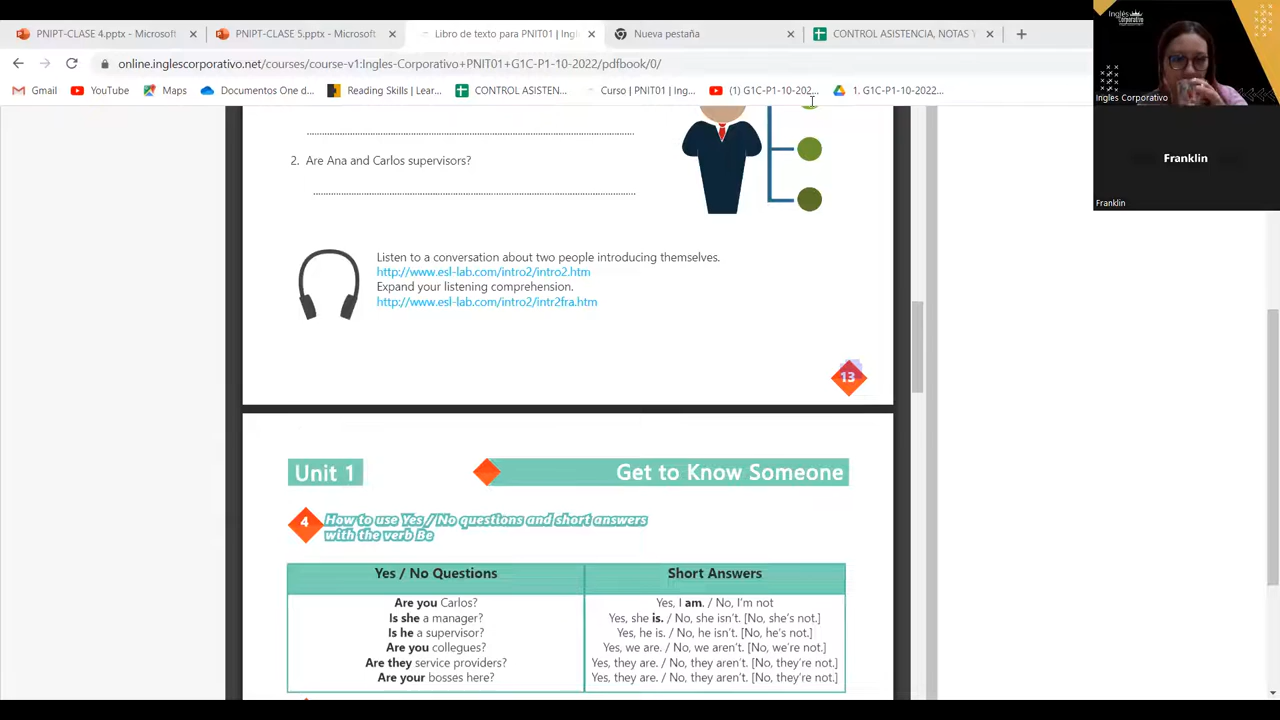 PNIPT-CLASE 4.pptx - Microsoft
PNIPT-CLASE 5.pptx - Microsoft
Libro de texto para PNIT01 | Ingl
Nueva pestaña
CONTROL ASISTENCIA, NOTAS Y
online.inglescorporativo.net/courses/course-v1:Ingles-Corporativo+PNIT01+G1C-P1-10-2022/pdfbook/0/
Gmail
YouTube
Maps
Documentos One d...
Reading Skills | Lear...
CONTROL ASISTEN...
Curso | PNIT01 | Ing...
(1) G1C-P1-10-202...
1. G1C-P1-10-2022...
Inglés
Corporativo
Ingles Corporativo
Franklin
Franklin
2. Are Ana and Carlos supervisors?
Listen to a conversation about two people introducing themselves.
http://www.esl-lab.com/intro2/intro2.htm
Expand your listening comprehension.
http://www.esl-lab.com/intro2/intr2fra.htm
13
Unit 1
Get to Know Someone
4
How to use Yes / No questions and short answers
with the verb Be
Yes / No Questions
Short Answers
Are you Carlos?
Yes, I am. / No, I'm not
Is she a manager?
Yes, she is. / No, she isn't. [No, she's not.]
Is he a supervisor?
Yes, he is. / No, he isn't. [No, he's not.]
Are you collegues?
Yes, we are. / No, we aren't. [No, we're not.]
Are they service providers?
Yes, they are. / No, they aren't. [No, they're not.]
Are your bosses here?
Yes, they are. / No, they aren't. [No, they're not.]